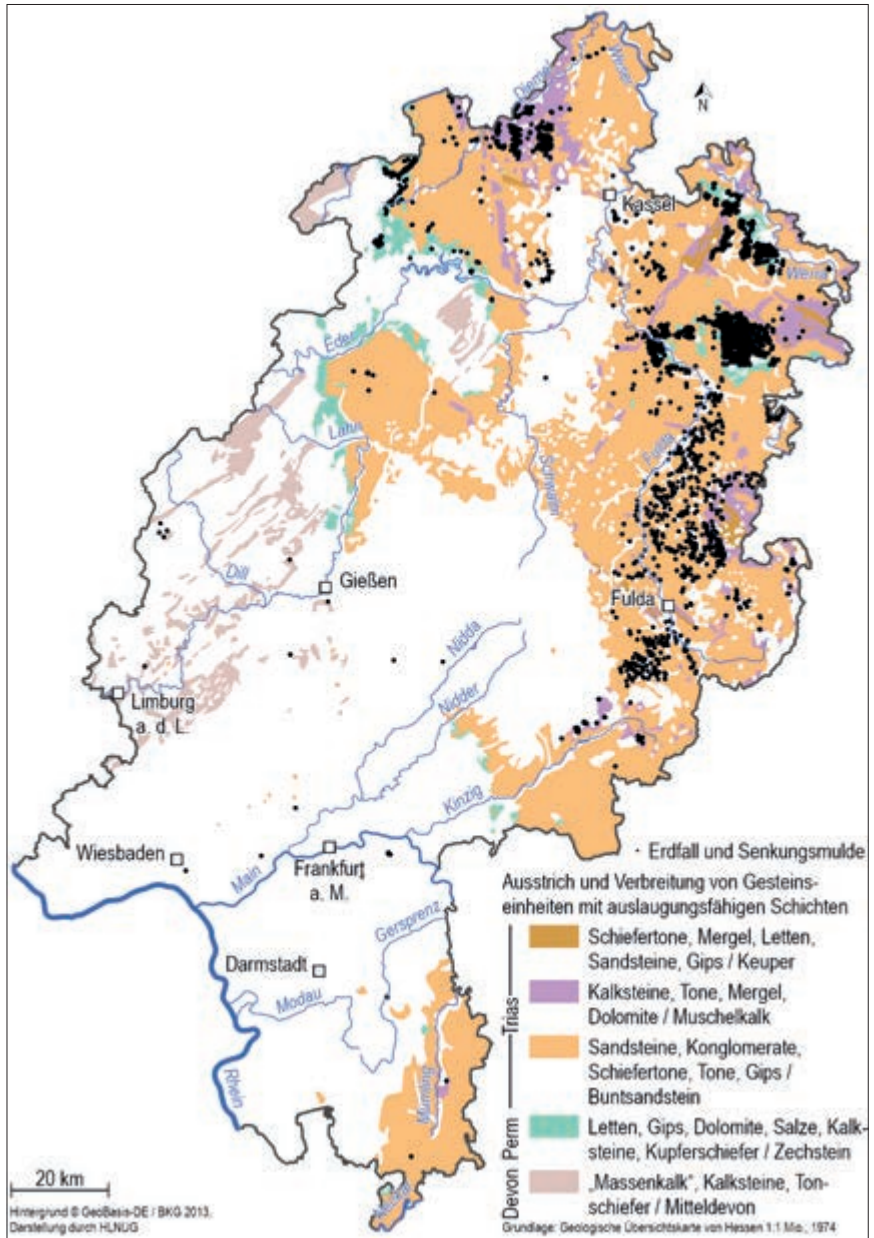 Diemel
Weser
N
Kassel
Werra
Eder
Lahn
Schwalm
Fulda
Dill
Gießen
Fulda
Nidda
Limburg
a. d. L.
Nidder
Kinzig
Wiesbaden
Main
Frankfurt
a. M.
Gersprenz
Darmstadt
Modau
Rhein
Mümling
20 km
Hintergrund © GeoBasis-DE / BKG 2013,
Darstellung durch HLNUG
· Erdfall und Senkungsmulde
Ausstrich und Verbreitung von Gesteins-
einheiten mit auslaugungsfähigen Schichten
Trias
Schiefertone, Mergel, Letten,
Sandsteine, Gips / Keuper
Kalksteine, Tone, Mergel,
Dolomite / Muschelkalk
Sandsteine, Konglomerate,
Schiefertone, Tone, Gips /
Buntsandstein
Perm
Letten, Gips, Dolomite, Salze, Kalk-
steine, Kupferschiefer / Zechstein
Devon
„Massenkalk“, Kalksteine, Ton-
schiefer / Mitteldevon
Grundlage: Geologische Übersichtskarte von Hessen 1:1 Mio., 1974